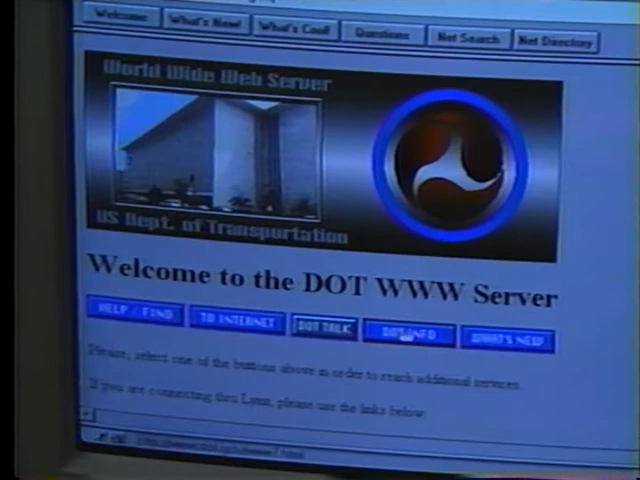 Welcome What's New! What's Cool! Questions Net Search Net Directory
World Wide Web Server
US Dept. of Transportation
Welcome to the DOT WWW Server
HELP / FIND TO INTERNET DOT TALK DOT INFO WHAT'S NEW
Please, select one of the buttons above in order to reach additional services.
If you are connecting thru Lynx, please use the links below.